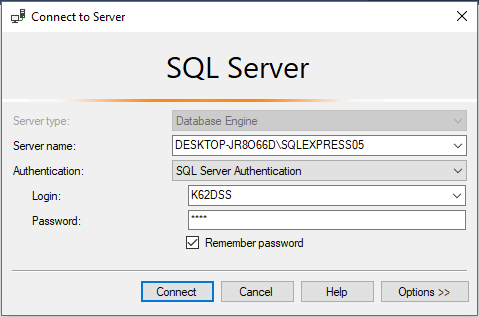 Connect to Server
SQL Server
Server type: Database Engine
Server name: DESKTOP-JR8O66D\SQLEXPRESS05
Authentication: SQL Server Authentication
Login: K62DSS
Password: ****
Remember password
Connect Cancel Help Options >>